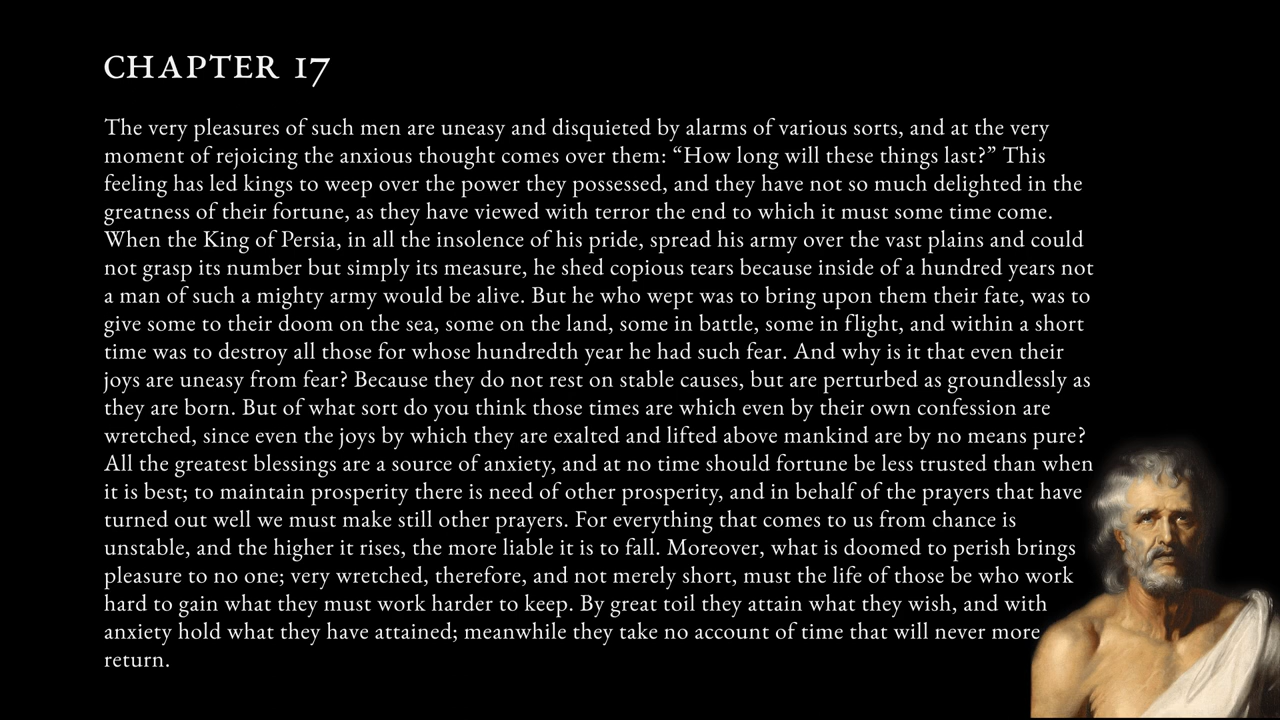 CHAPTER 17
The very pleasures of such men are uneasy and disquieted by alarms of various sorts, and at the very
moment of rejoicing the anxious thought comes over them: “How long will these things last?” This
feeling has led kings to weep over the power they possessed, and they have not so much delighted in the
greatness of their fortune, as they have viewed with terror the end to which it must some time come.
When the King of Persia, in all the insolence of his pride, spread his army over the vast plains and could
not grasp its number but simply its measure, he shed copious tears because inside of a hundred years not
a man of such a mighty army would be alive. But he who wept was to bring upon them their fate, was to
give some to their doom on the sea, some on the land, some in battle, some in flight, and within a short
time was to destroy all those for whose hundredth year he had such fear. And why is it that even their
joys are uneasy from fear? Because they do not rest on stable causes, but are perturbed as groundlessly as
they are born. But of what sort do you think those times are which even by their own confession are
wretched, since even the joys by which they are exalted and lifted above mankind are by no means pure?
All the greatest blessings are a source of anxiety, and at no time should fortune be less trusted than when
it is best; to maintain prosperity there is need of other prosperity, and in behalf of the prayers that have
turned out well we must make still other prayers. For everything that comes to us from chance is
unstable, and the higher it rises, the more liable it is to fall. Moreover, what is doomed to perish brings
pleasure to no one; very wretched, therefore, and not merely short, must the life of those be who work
hard to gain what they must work harder to keep. By great toil they attain what they wish, and with
anxiety hold what they have attained; meanwhile they take no account of time that will never more
return.